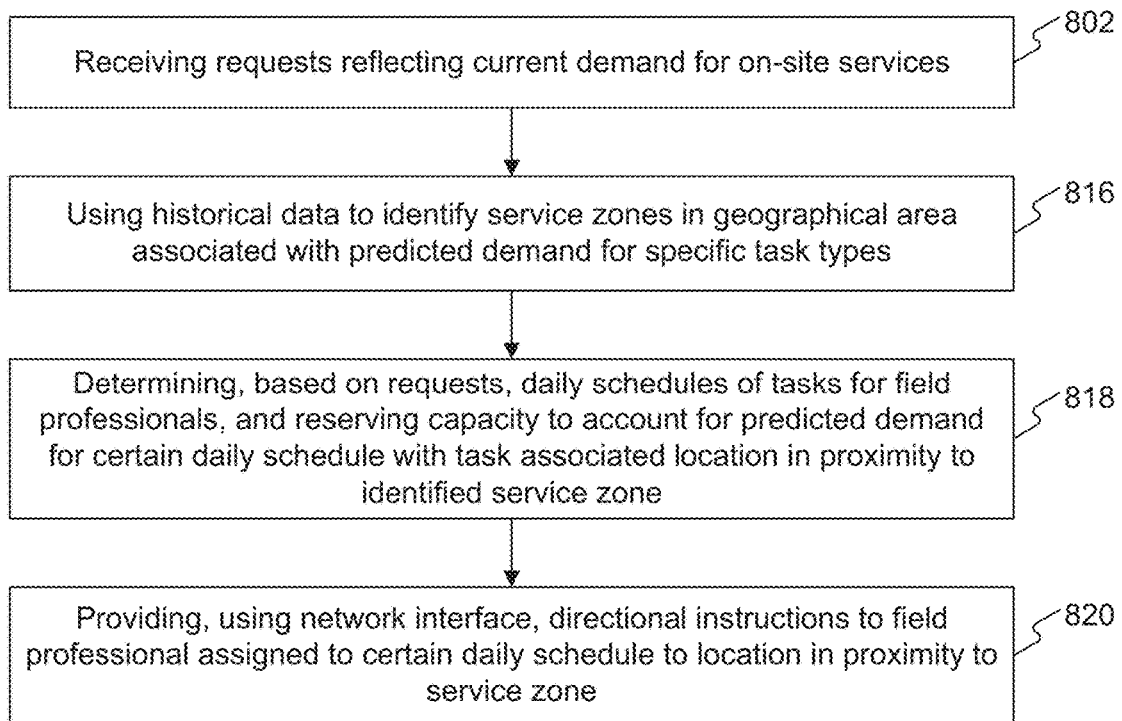 Receiving requests reflecting current demand for on-site services
802
Using historical data to identify service zones in geographical area
associated with predicted demand for specific task types
816
Determining, based on requests, daily schedules of tasks for field
professionals, and reserving capacity to account for predicted demand
for certain daily schedule with task associated location in proximity to
identified service zone
818
Providing, using network interface, directional instructions to field
professional assigned to certain daily schedule to location in proximity to
service zone
820